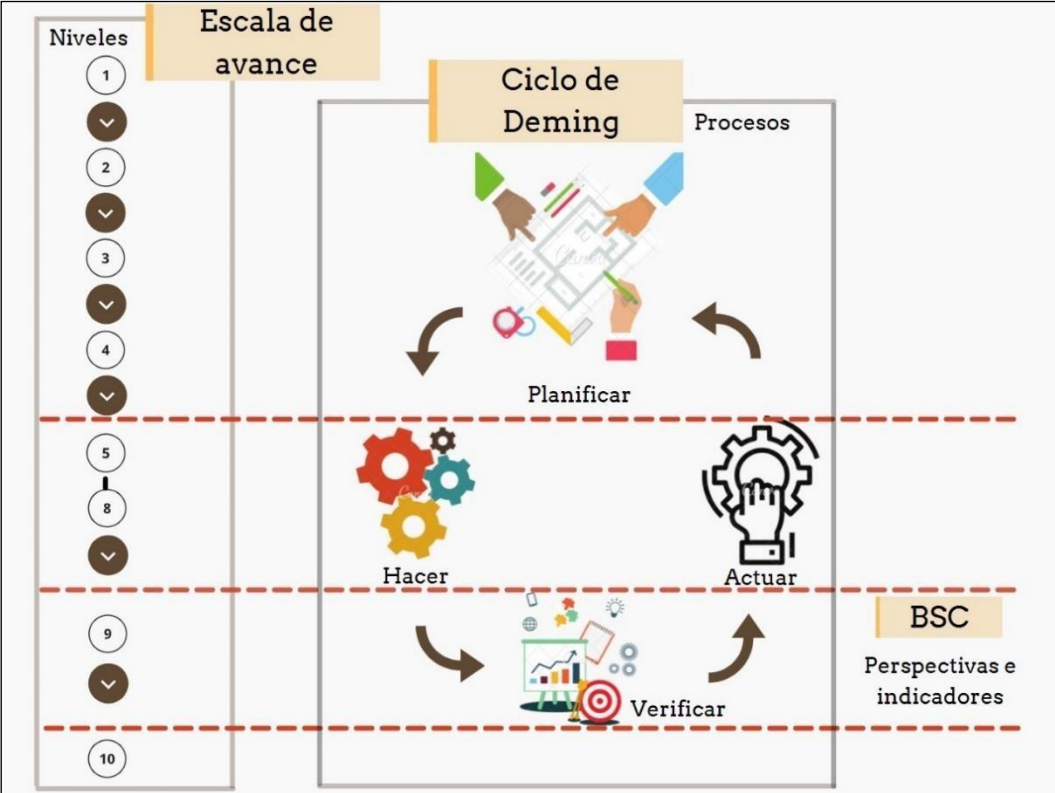 Escala de
avance
Niveles
1
2
3
4
5
8
9
10
Ciclo de
Deming
Procesos
Planificar
Hacer
Actuar
Verificar
BSC
Perspectivas e
indicadores